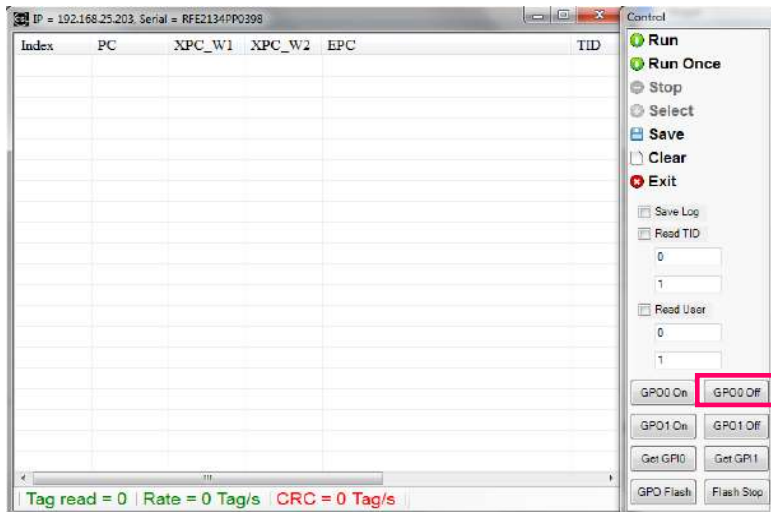 IP = 192.168.25.203, Serial = RFE2134PP0398
Index PC XPC_W1 XPC_W2 EPC TID
Tag read = 0 Rate = 0 Tag/s CRC = 0 Tag/s
Control
Run
Run Once
Stop
Select
Save
Clear
Exit
Save Log
Read TID
0
1
Read User
0
1
GPO0 On GPO0 Off
GPO1 On GPO1 Off
Get GPI0 Get GPI1
GPO Flash Flash Stop